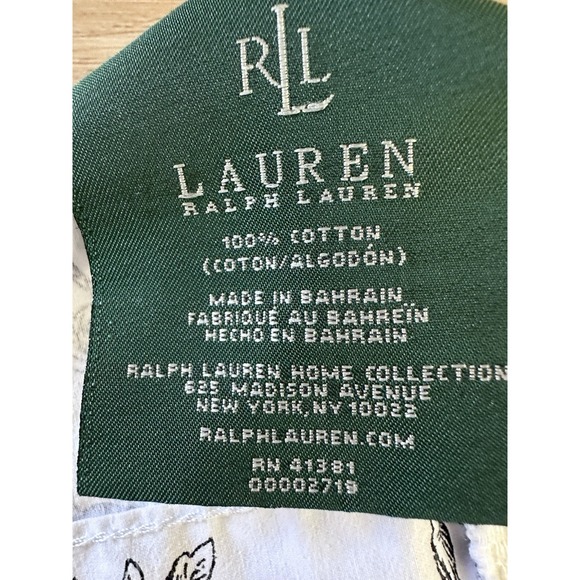 RLL
LAUREN
RALPH LAUREN
100% COTTON
(COTON/ALGODÓN)
MADE IN BAHRAIN
FABRIQUÉ AU BAHREÏN
HECHO EN BAHRAIN
RALPH LAUREN HOME COLLECTION
625 MADISON AVENUE
NEW YORK, NY 10022
RALPHLAUREN.COM
RN 41381
00002719